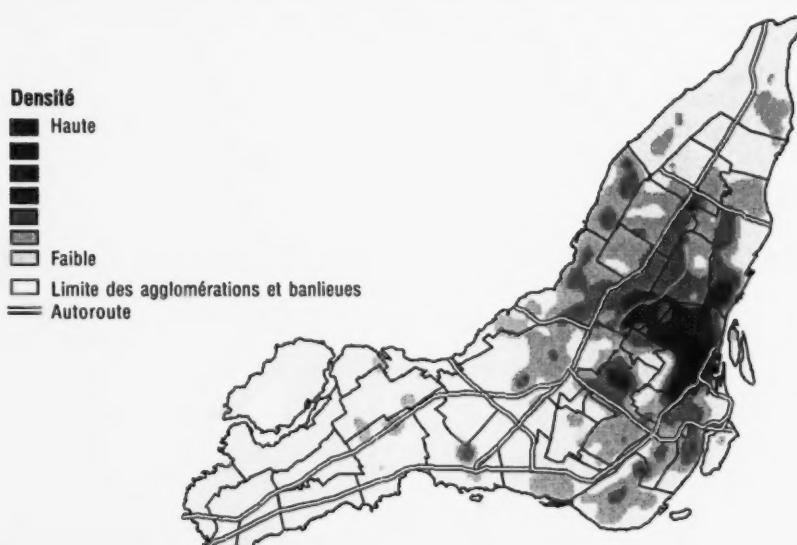 Densité
Haute
Faible
Limite des agglomérations et banlieues
Autoroute